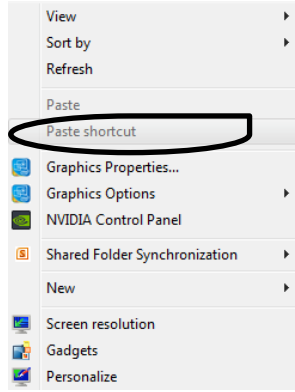 View
Sort by
Refresh
Paste
Paste shortcut
Graphics Properties...
Graphics Options
NVIDIA Control Panel
Shared Folder Synchronization
New
Screen resolution
Gadgets
Personalize